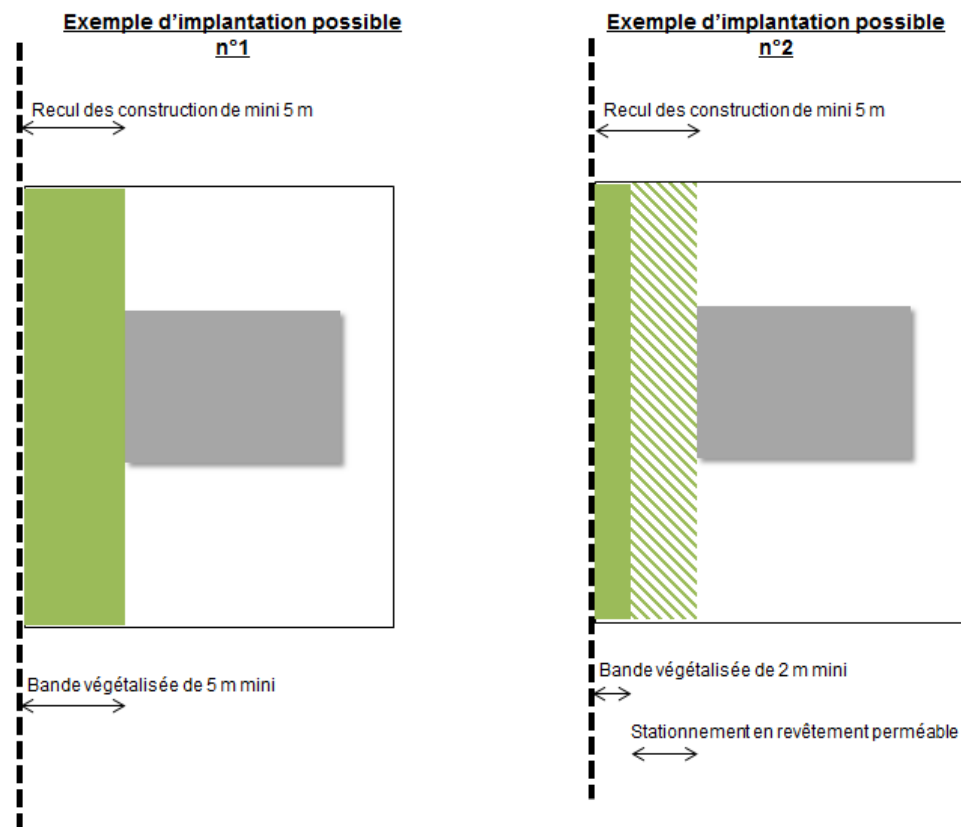 Exemple d'implantation possible
n°1
Recul des construction de mini 5 m
Bande végétalisée de 5 m mini
Exemple d'implantation possible
n°2
Recul des construction de mini 5 m
Bande végétalisée de 2 m mini
Stationnement en revêtement perméable